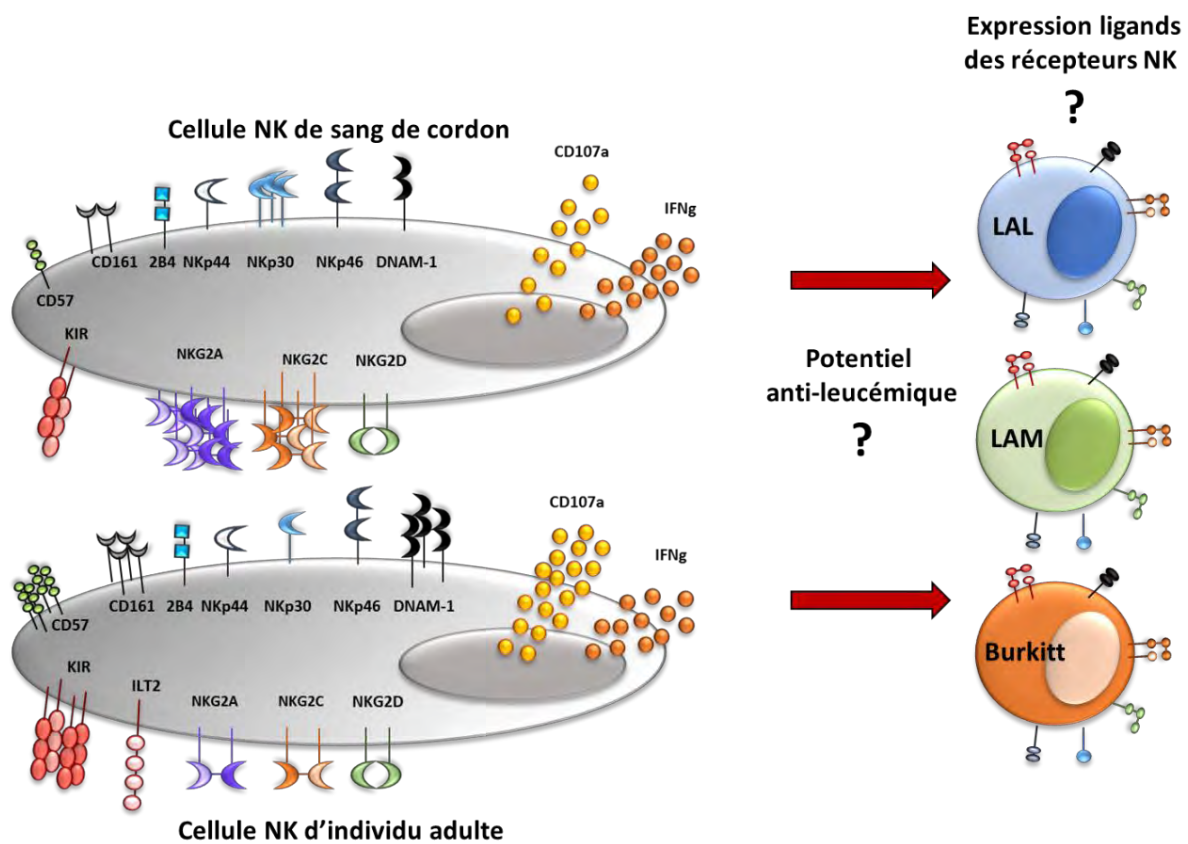 Expression ligands
des récepteurs NK
?
Cellule NK de sang de cordon
CD107a
IFNg
CD161
2B4
NKp44
NKp30
NKp46
DNAM-1
CD57
KIR
NKG2A
NKG2C
NKG2D
LAL
Potentiel
anti-leucémique
?
LAM
CD107a
IFNg
CD57
CD161
2B4
NKp44
NKp30
NKp46
DNAM-1
KIR
ILT2
NKG2A
NKG2C
NKG2D
Burkitt
Cellule NK d'individu adulte